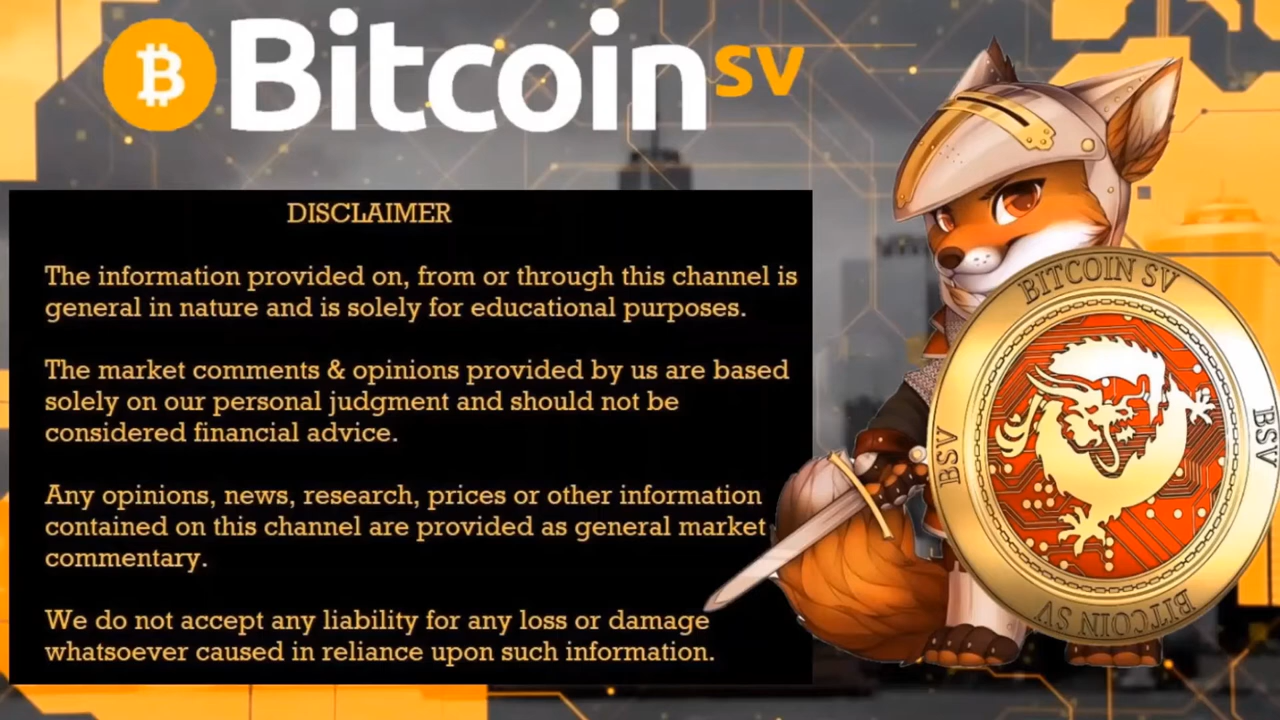 Bitcoin SV
DISCLAIMER
The information provided on, from or through this channel is
general in nature and is solely for educational purposes.
The market comments & opinions provided by us are based
solely on our personal judgment and should not be
considered financial advice.
Any opinions, news, research, prices or other information
contained on this channel are provided as general market
commentary.
We do not accept any liability for any loss or damage
whatsoever caused in reliance upon such information.
BITCOIN SV
BSV
BSV
BITCOIN SV